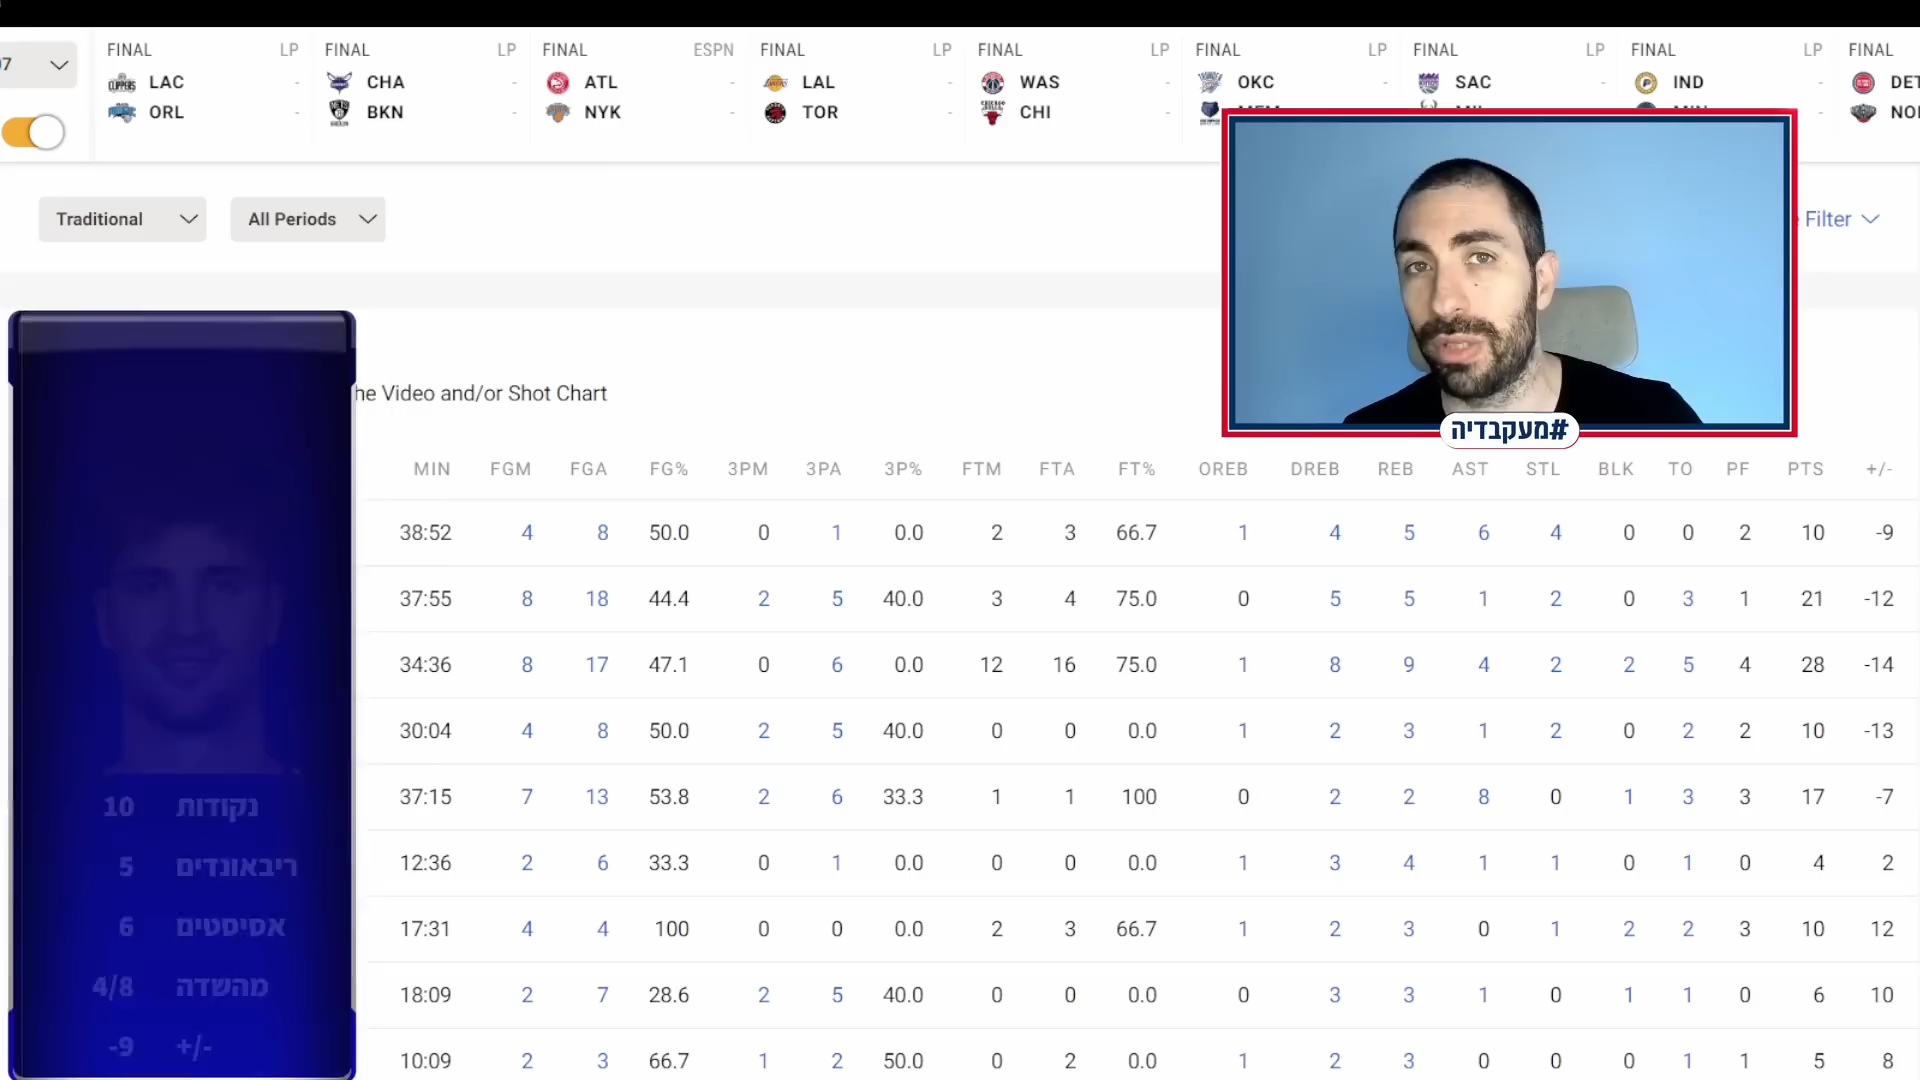 07
FINAL LP
LAC -
ORL -
FINAL LP
CHA -
BKN -
FINAL ESPN
ATL -
NYK -
FINAL LP
LAL -
TOR -
FINAL LP
WAS -
CHI -
FINAL LP
OKC -
MEM
FINAL LP
SAC -
MIL
FINAL LP
IND -
MIN -
FINAL
DET
NO
Traditional
All Periods
Filter
he Video and/or Shot Chart
#מעקבדיה
MIN FGM FGA FG% 3PM 3PA 3P% FTM FTA FT% OREB DREB REB AST STL BLK TO PF PTS +/-
38:52 4 8 50.0 0 1 0.0 2 3 66.7 1 4 5 6 4 0 0 2 10 -9
37:55 8 18 44.4 2 5 40.0 3 4 75.0 0 5 5 1 2 0 3 1 21 -12
34:36 8 17 47.1 0 6 0.0 12 16 75.0 1 8 9 4 2 2 5 4 28 -14
30:04 4 8 50.0 2 5 40.0 0 0 0.0 1 2 3 1 2 0 2 2 10 -13
37:15 7 13 53.8 2 6 33.3 1 1 100 0 2 2 8 0 1 3 3 17 -7
12:36 2 6 33.3 0 1 0.0 0 0 0.0 1 3 4 1 1 0 1 0 4 2
17:31 4 4 100 0 0 0.0 2 3 66.7 1 2 3 0 1 2 2 3 10 12
18:09 2 7 28.6 2 5 40.0 0 0 0.0 0 3 3 1 0 1 1 0 6 10
10:09 2 3 66.7 1 2 50.0 0 2 0.0 1 2 3 0 0 0 1 1 5 8
נקודות 10
ריבאונדים 5
אסיסטים 6
מהשדה 4/8
+/- -9